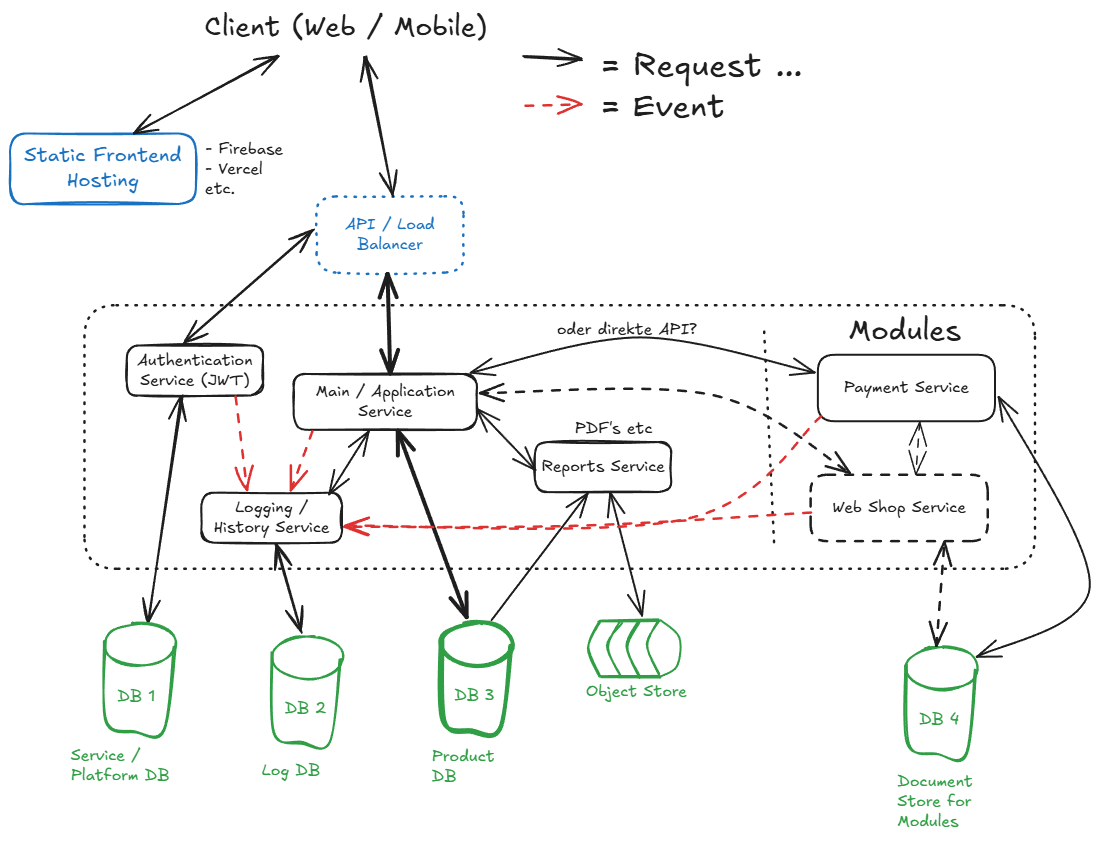 Client (Web / Mobile)
= Request ...
= Event
Static Frontend
Hosting
- Firebase
- Vercel
etc.
API / Load
Balancer
oder direkte API?
Modules
Authentication
Service (JWT)
Main / Application
Service
Payment Service
PDF's etc
Reports Service
Logging /
History Service
Web Shop Service
DB 1
Service /
Platform DB
DB 2
Log DB
DB 3
Product
DB
Object Store
DB 4
Document
Store for
Modules